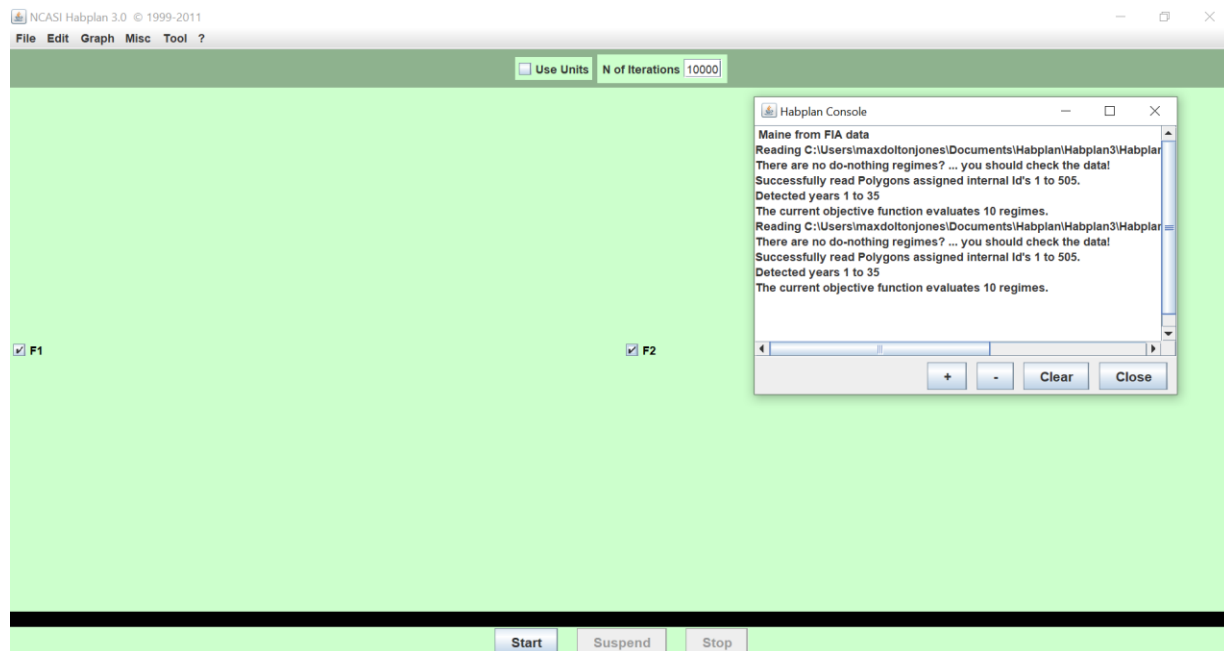 NCASI Habplan 3.0 © 1999-2011
File Edit Graph Misc Tool ?
Use Units N of Iterations 10000
Habplan Console
Maine from FIA data
Reading C:\Users\maxdoltonjones\Documents\Habplan\Habplan3\Habplan
There are no do-nothing regimes? ... you should check the data!
Successfully read Polygons assigned internal Id's 1 to 505.
Detected years 1 to 35
The current objective function evaluates 10 regimes.
Reading C:\Users\maxdoltonjones\Documents\Habplan\Habplan3\Habplan
There are no do-nothing regimes? ... you should check the data!
Successfully read Polygons assigned internal Id's 1 to 505.
Detected years 1 to 35
The current objective function evaluates 10 regimes.
+ - Clear Close
F1 F2
Start Suspend Stop